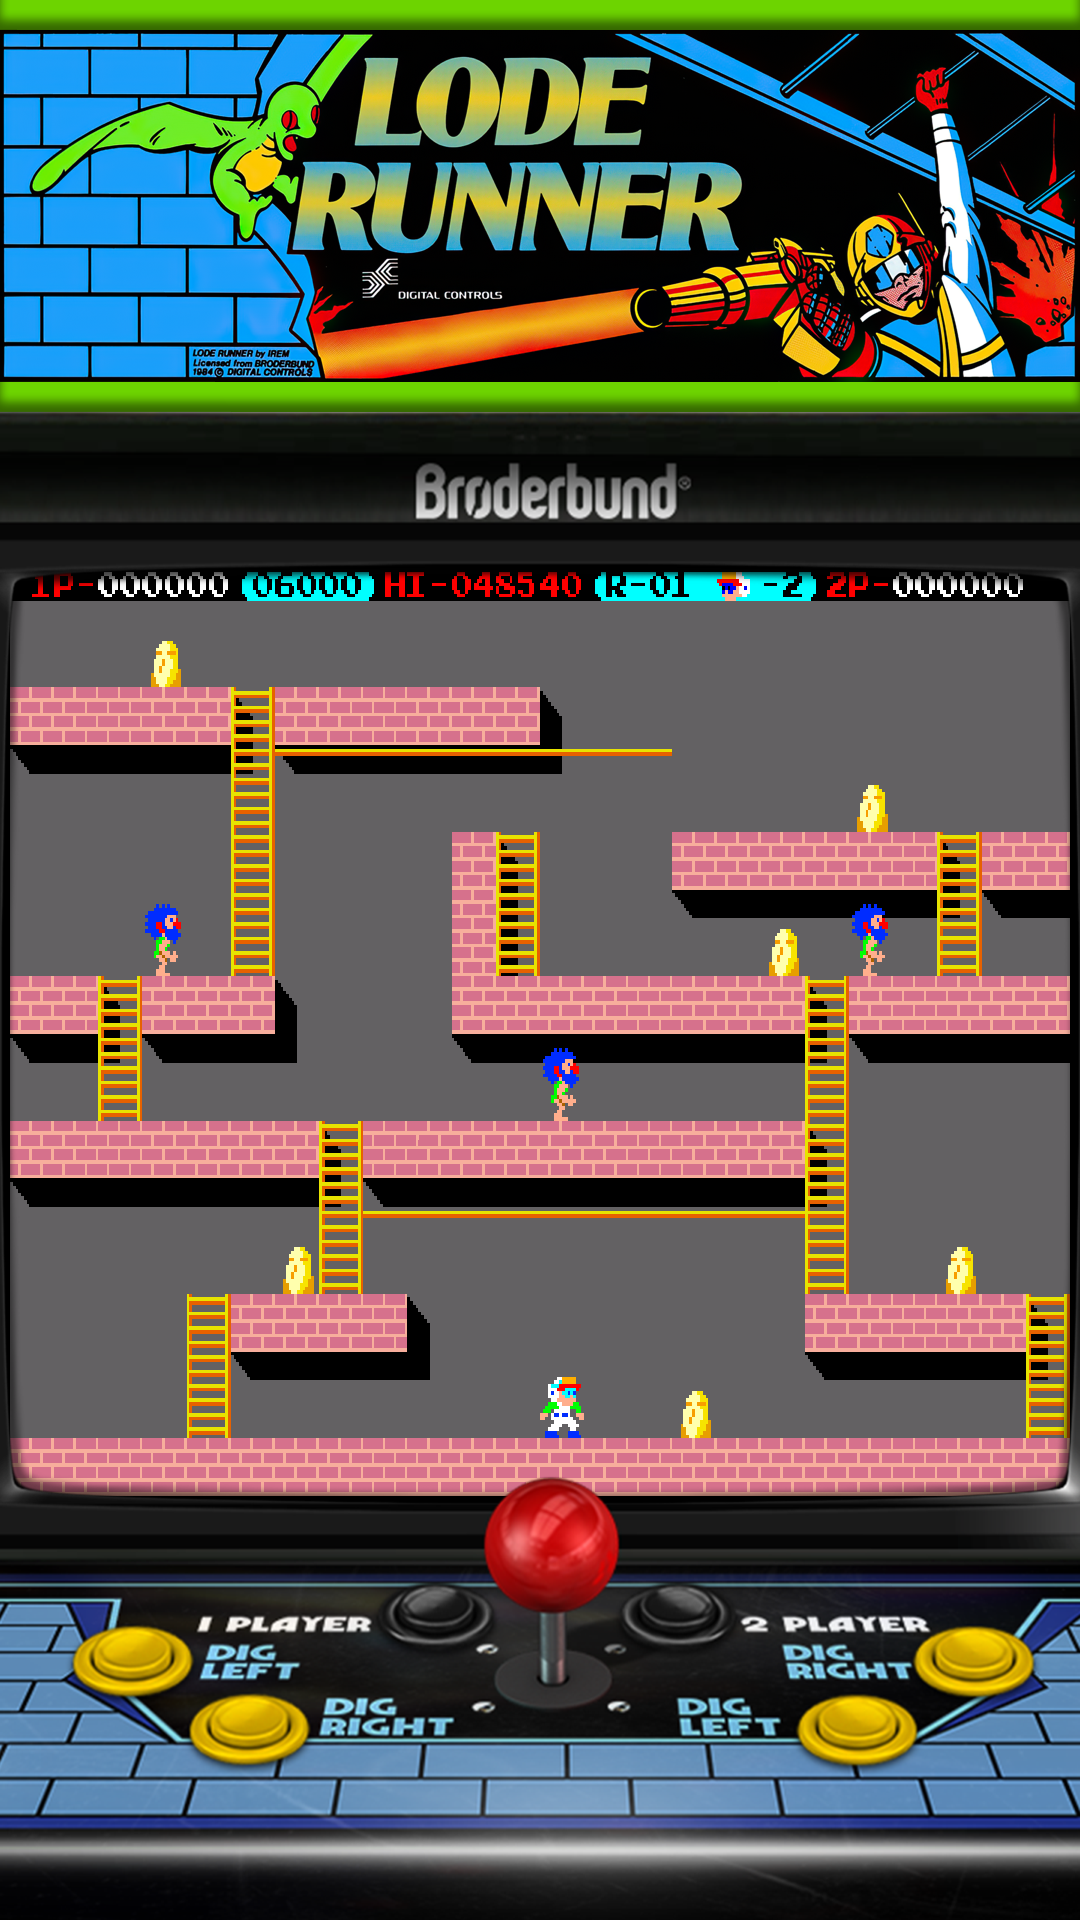 LODE
RUNNER
DIGITAL CONTROLS
LODE RUNNER by IREM
Licensed from BRODERBUND
1984 © DIGITAL CONTROLS
Brøderbund®
1P-000000 06000 HI-048540 R-01 -2 2P-000000
1 PLAYER
2 PLAYER
DIG
LEFT
DIG
RIGHT
DIG
RIGHT
DIG
LEFT